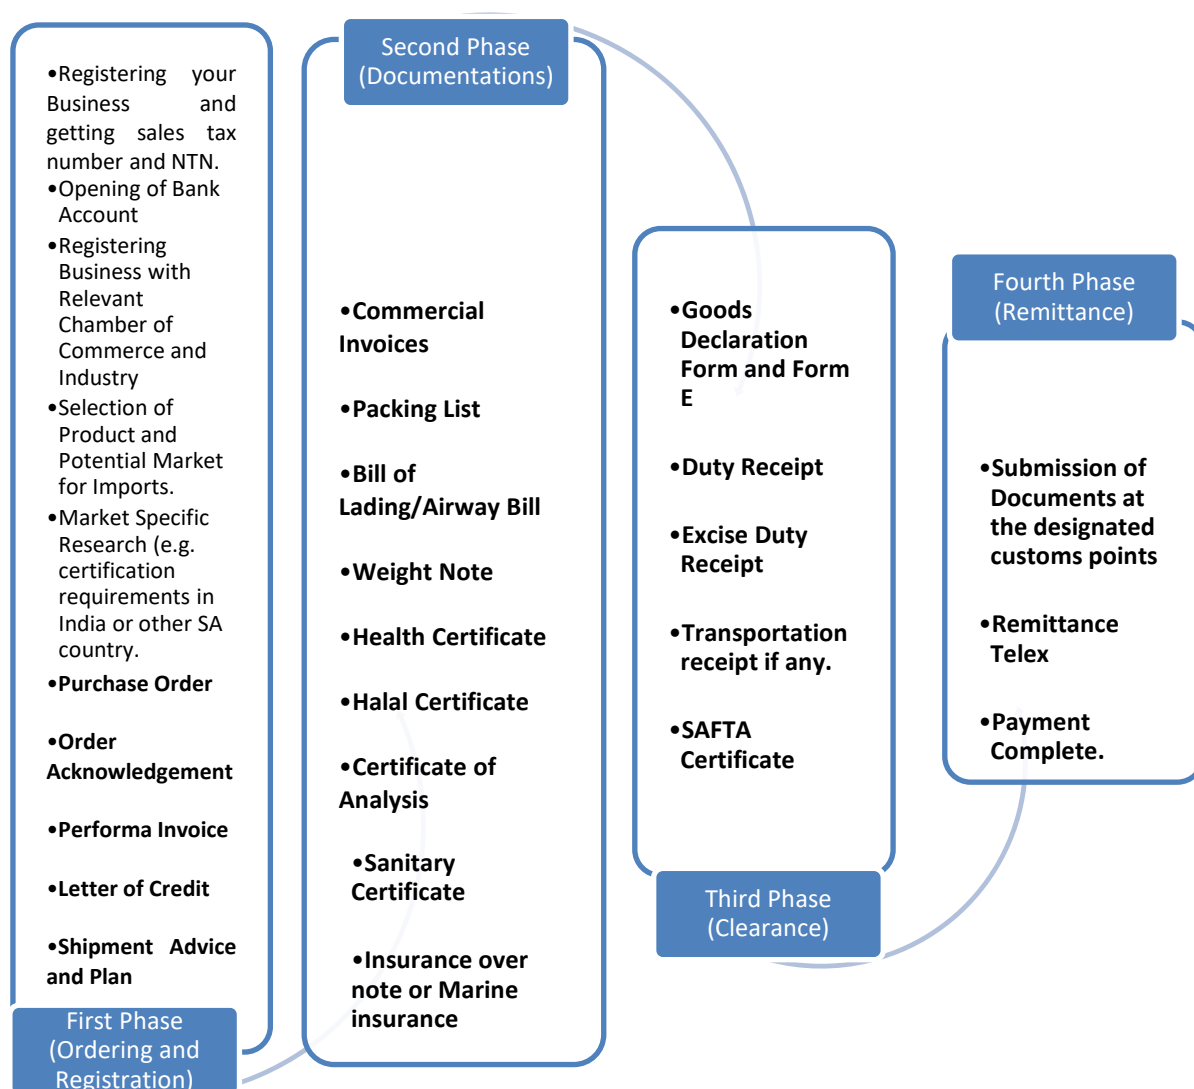 •Registering your
Business and
getting sales tax
number and NTN.
•Opening of Bank
Account
•Registering
Business with
Relevant
Chamber of
Commerce and
Industry
•Selection of
Product and
Potential Market
for Imports.
•Market Specific
Research (e.g.
certification
requirements in
India or other SA
country.
•Purchase Order
•Order
Acknowledgement
•Performa Invoice
•Letter of Credit
•Shipment Advice
and Plan
First Phase
(Ordering and
Registration)
Second Phase
(Documentations)
•Commercial
Invoices
•Packing List
•Bill of
Lading/Airway Bill
•Weight Note
•Health Certificate
•Halal Certificate
•Certificate of
Analysis
•Sanitary
Certificate
•Insurance over
note or Marine
insurance
•Goods
Declaration
Form and Form
E
•Duty Receipt
•Excise Duty
Receipt
•Transportation
receipt if any.
•SAFTA
Certificate
Third Phase
(Clearance)
Fourth Phase
(Remittance)
•Submission of
Documents at
the designated
customs points
•Remittance
Telex
•Payment
Complete.